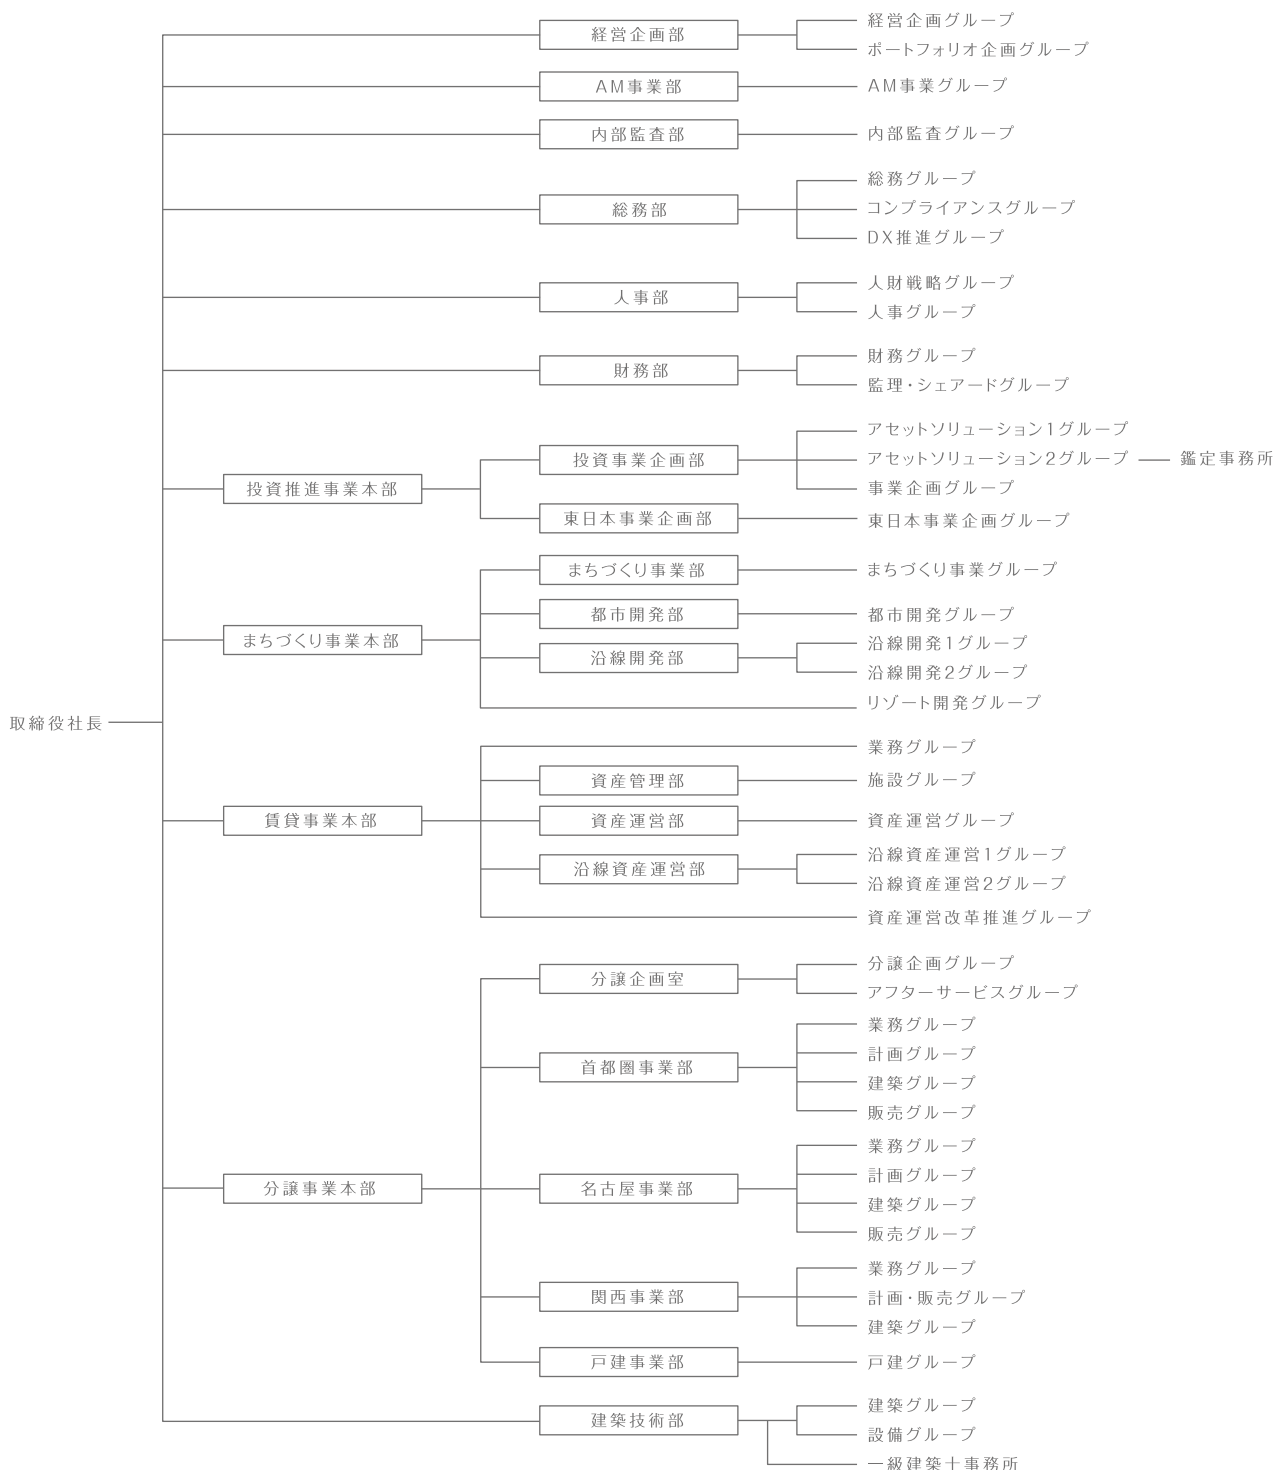 経営企画部
経営企画グループ
ポートフォリオ企画グループ
AM事業部
AM事業グループ
内部監査部
内部監査グループ
総務部
総務グループ
コンプライアンスグループ
DX推進グループ
人事部
人財戦略グループ
人事グループ
財務部
財務グループ
監理・シェアードグループ
投資推進事業本部
投資事業企画部
アセットソリューション1グループ
アセットソリューション2グループ
鑑定事務所
事業企画グループ
東日本事業企画部
東日本事業企画グループ
まちづくり事業本部
まちづくり事業部
まちづくり事業グループ
都市開発部
都市開発グループ
沿線開発部
沿線開発1グループ
沿線開発2グループ
リゾート開発グループ
取締役社長
賃貸事業本部
業務グループ
資産管理部
施設グループ
資産運営部
資産運営グループ
沿線資産運営部
沿線資産運営1グループ
沿線資産運営2グループ
資産運営改革推進グループ
分譲事業本部
分譲企画室
分譲企画グループ
アフターサービスグループ
首都圏事業部
業務グループ
計画グループ
建築グループ
販売グループ
名古屋事業部
業務グループ
計画グループ
建築グループ
販売グループ
関西事業部
業務グループ
計画・販売グループ
建築グループ
戸建事業部
戸建グループ
建築技術部
建築グループ
設備グループ
一級建築士事務所